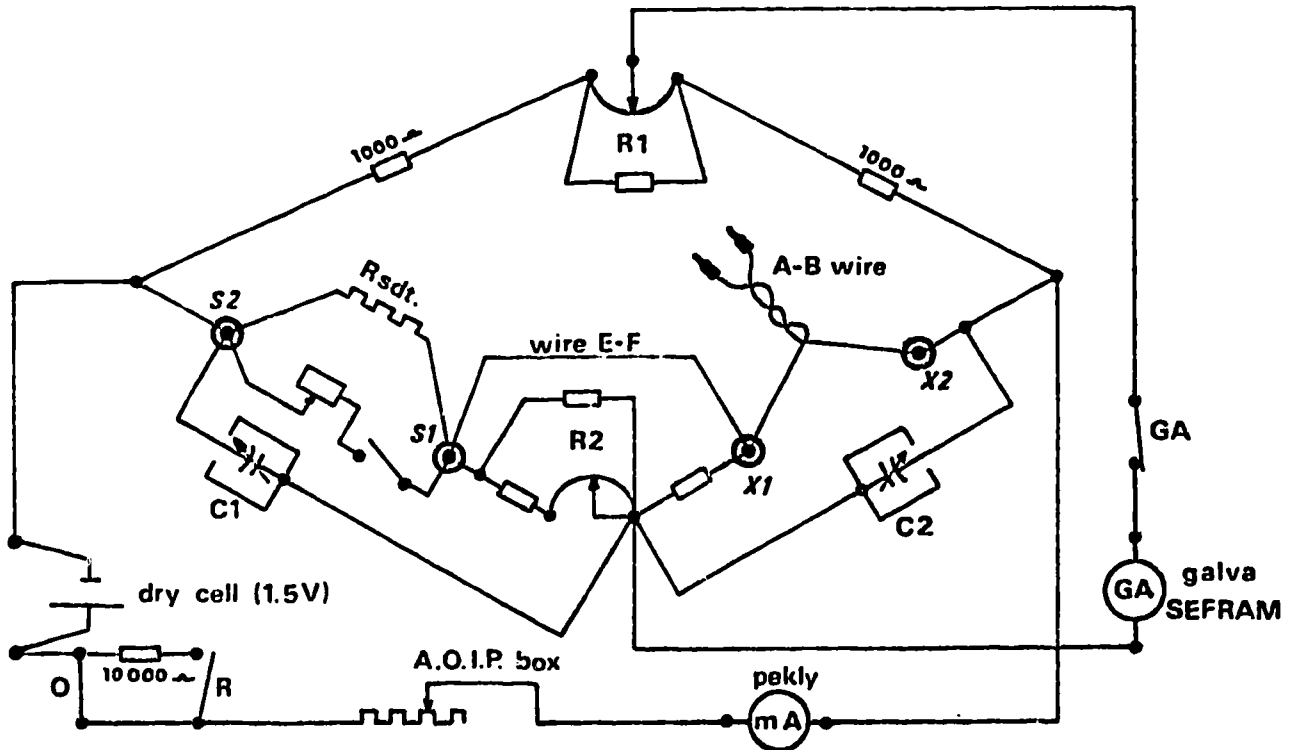 1000 Ω
R1
1000 Ω
A-B wire
Rsdt.
S2
wire E-F
X2
S1
R2
X1
GA
C1
C2
dry cell (1.5V)
GA
galva
SEFRAM
A.O.I.P. box
pekly
O
10 000 Ω
R
mA